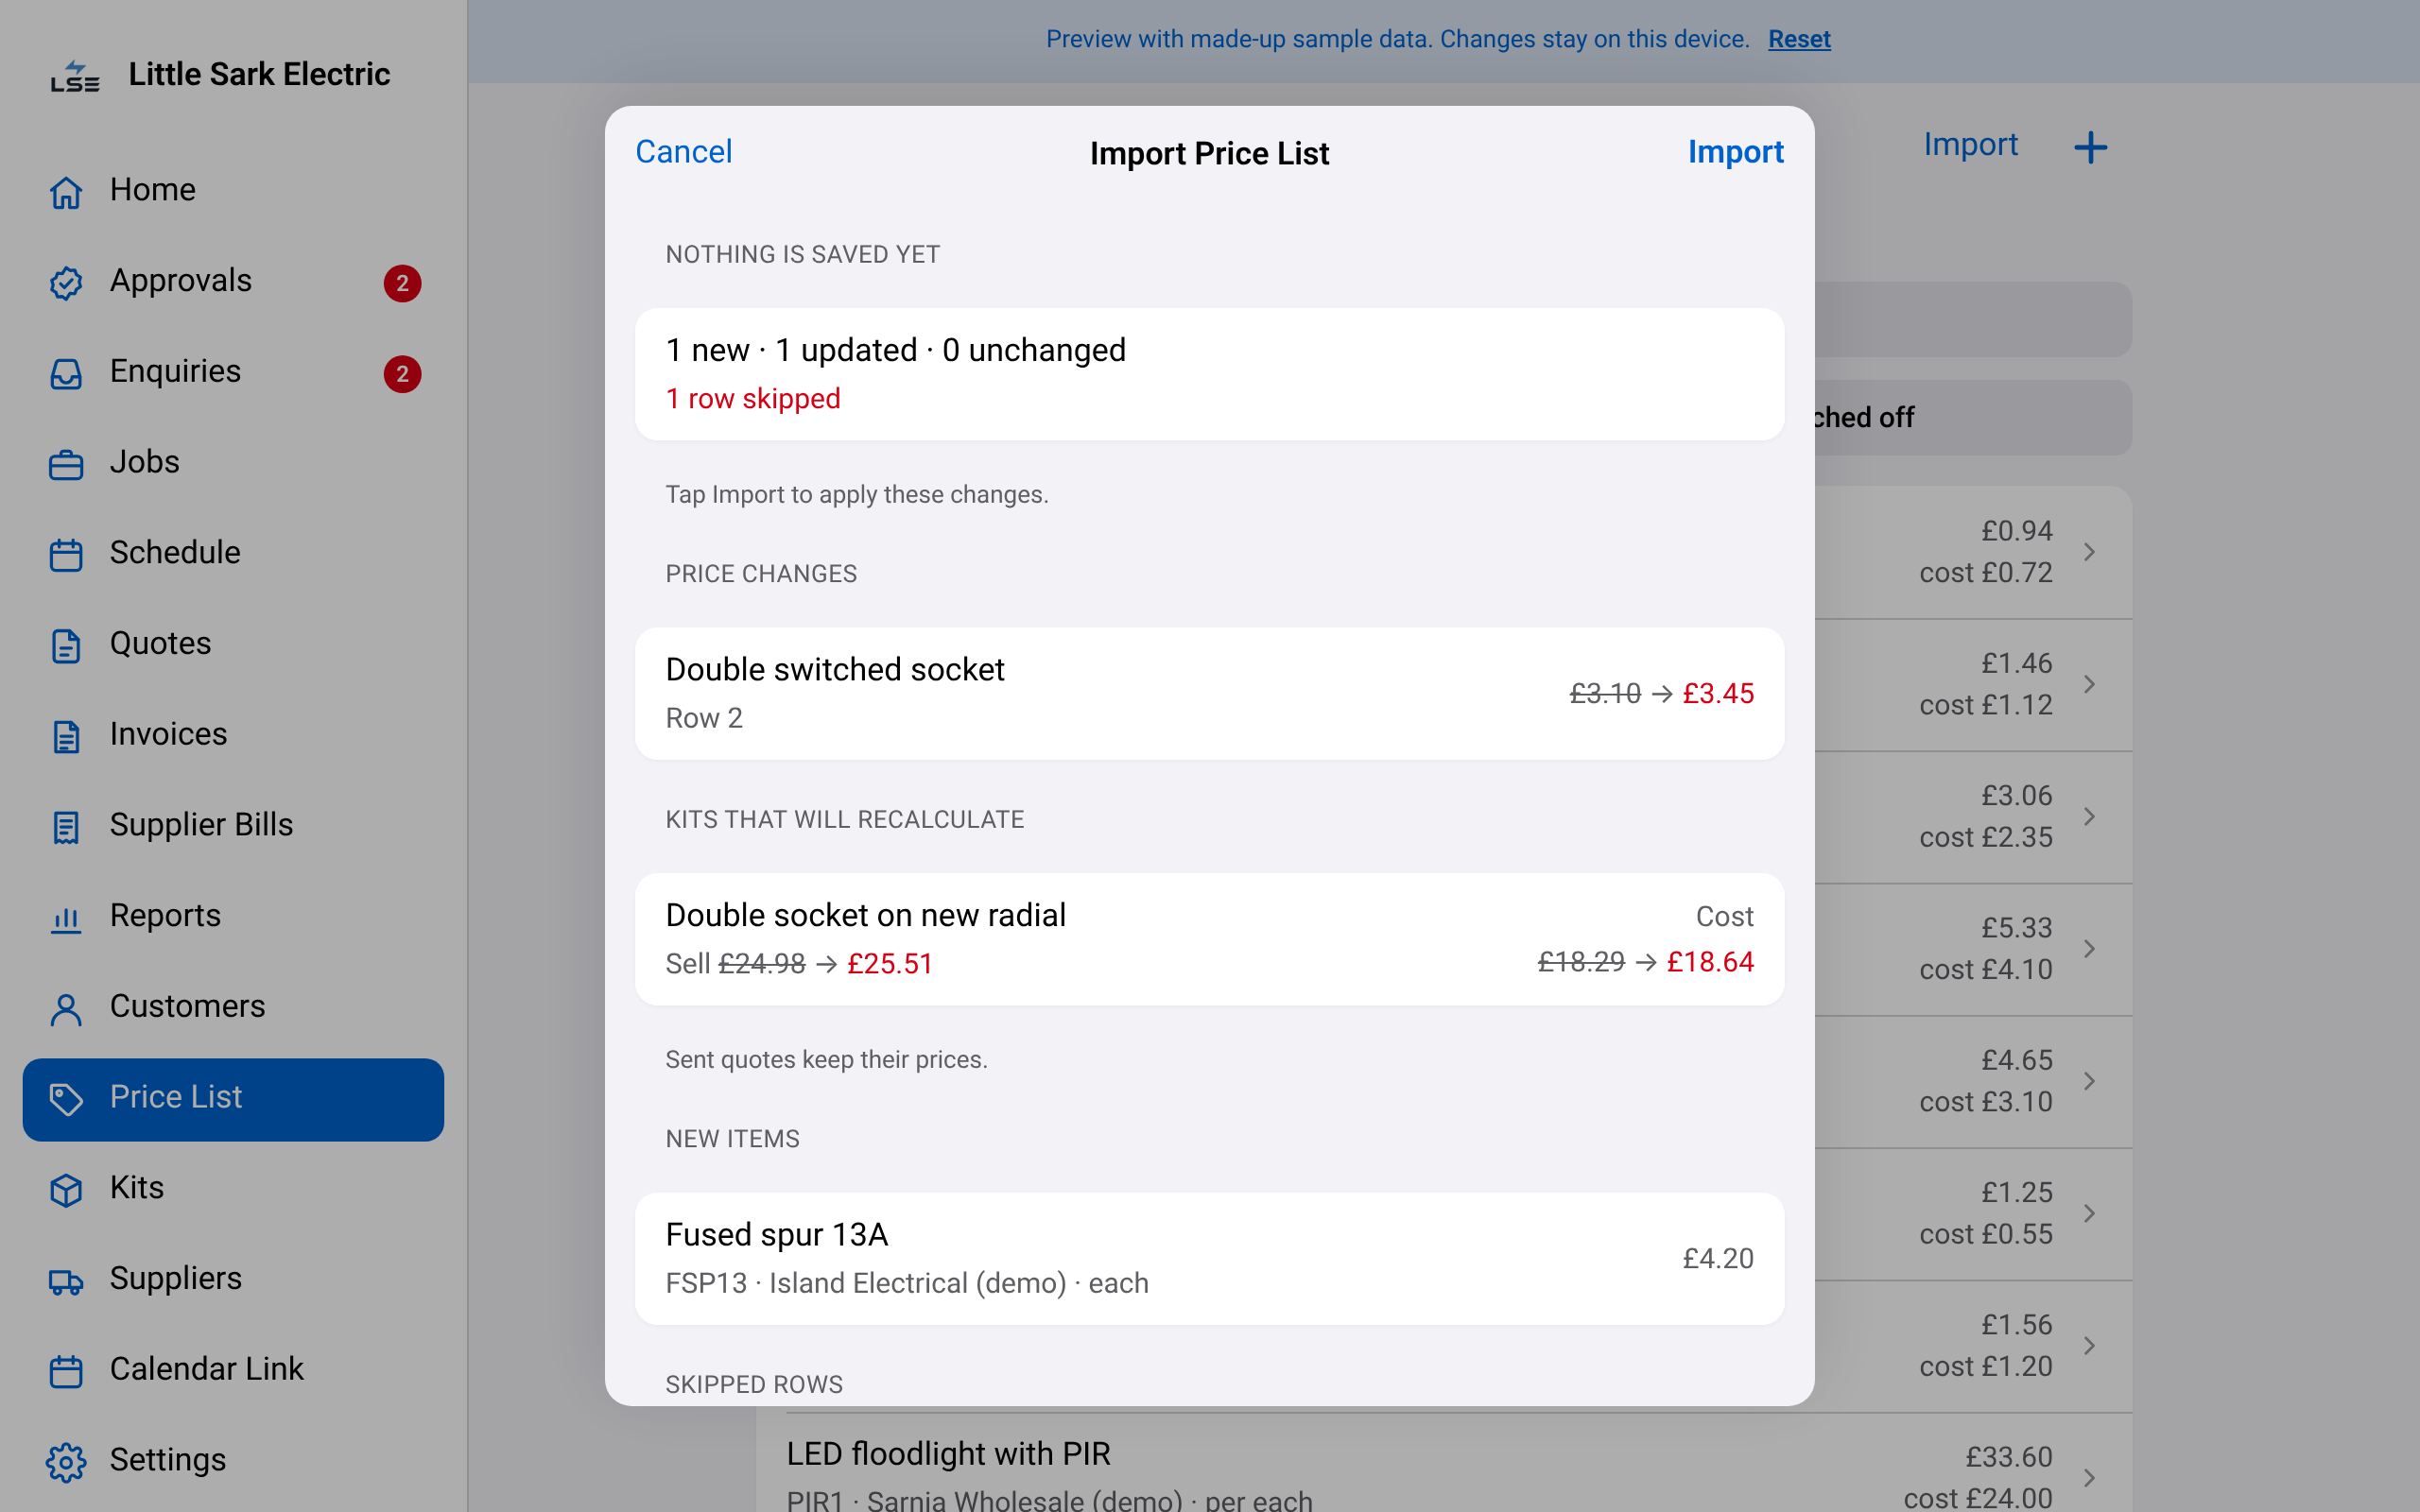 LSE Little Sark Electric
Home
Approvals 2
Enquiries 2
Jobs
Schedule
Quotes
Invoices
Supplier Bills
Reports
Customers
Price List
Kits
Suppliers
Calendar Link
Settings
Preview with made-up sample data. Changes stay on this device. Reset
Import +
Cancel Import Price List Import
NOTHING IS SAVED YET
1 new · 1 updated · 0 unchanged
1 row skipped
Tap Import to apply these changes.
PRICE CHANGES
Double switched socket
Row 2
£3.10 → £3.45
KITS THAT WILL RECALCULATE
Double socket on new radial
Sell £24.98 → £25.51
Cost
£18.29 → £18.64
Sent quotes keep their prices.
NEW ITEMS
Fused spur 13A
FSP13 · Island Electrical (demo) · each
£4.20
SKIPPED ROWS
off
£0.94
cost £0.72
£1.46
cost £1.12
£3.06
cost £2.35
£5.33
cost £4.10
£4.65
cost £3.10
£1.25
cost £0.55
£1.56
cost £1.20
LED floodlight with PIR
PIR1 · Sarnia Wholesale (demo) · per each
£33.60
cost £24.00